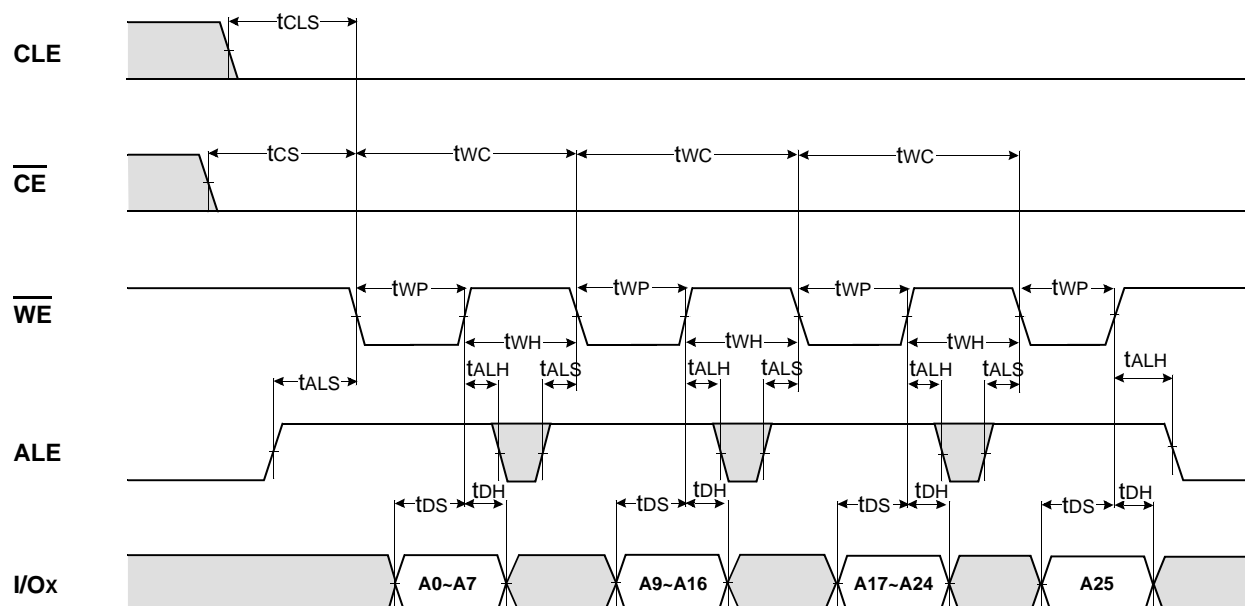 tCLS
CLE
tCS tWC tWC tWC
CE
tWP tWP tWP tWP
WE
tWH tWH tWH
tALH tALS tALH tALS tALH tALS tALH
tALS
ALE
tDS tDH tDS tDH tDS tDH tDS tDH
I/Ox A0~A7 A9~A16 A17~A24 A25